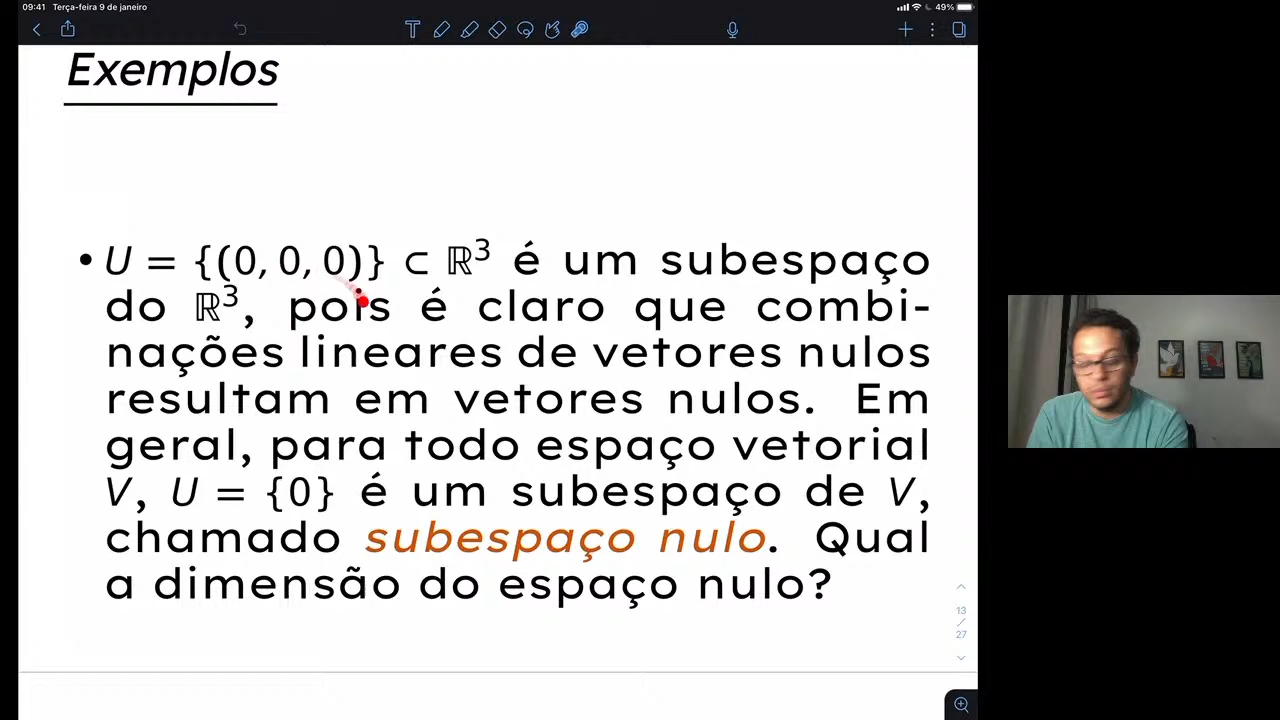 09:41 Terça-feira 9 de janeiro
49%
Exemplos
• U = {(0, 0, 0)} ⊂ ℝ³ é um subespaço
do ℝ³, pois é claro que combi-
nações lineares de vetores nulos
resultam em vetores nulos. Em
geral, para todo espaço vetorial
V, U = {0} é um subespaço de V,
chamado subespaço nulo. Qual
a dimensão do espaço nulo?
13
/
27